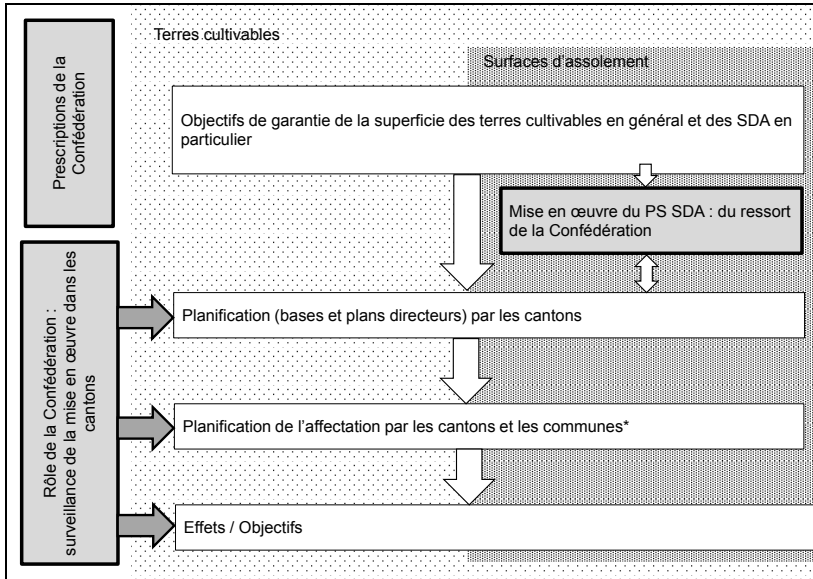 Terres cultivables
Surfaces d'assolement
Prescriptions de la
Confédération
Objectifs de garantie de la superficie des terres cultivables en général et des SDA en
particulier
Mise en œuvre du PS SDA : du ressort
de la Confédération
Rôle de la Confédération :
surveillance de la mise en œuvre dans les
cantons
Planification (bases et plans directeurs) par les cantons
Planification de l'affectation par les cantons et les communes*
Effets / Objectifs